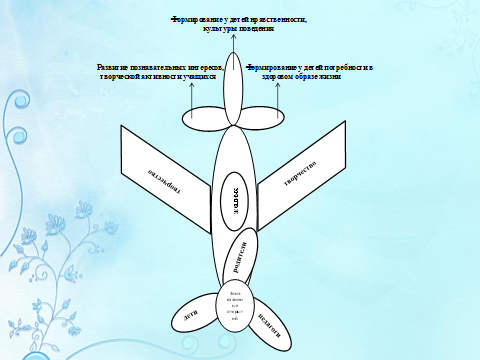 Формирование у детей нравственности,
культуры поведения
Развитие познавательных интересов,
творческой активности учащихся
Формирование у детей потребности в
здоровом образе жизни
творчество
творчество
родители
дети
педагоги